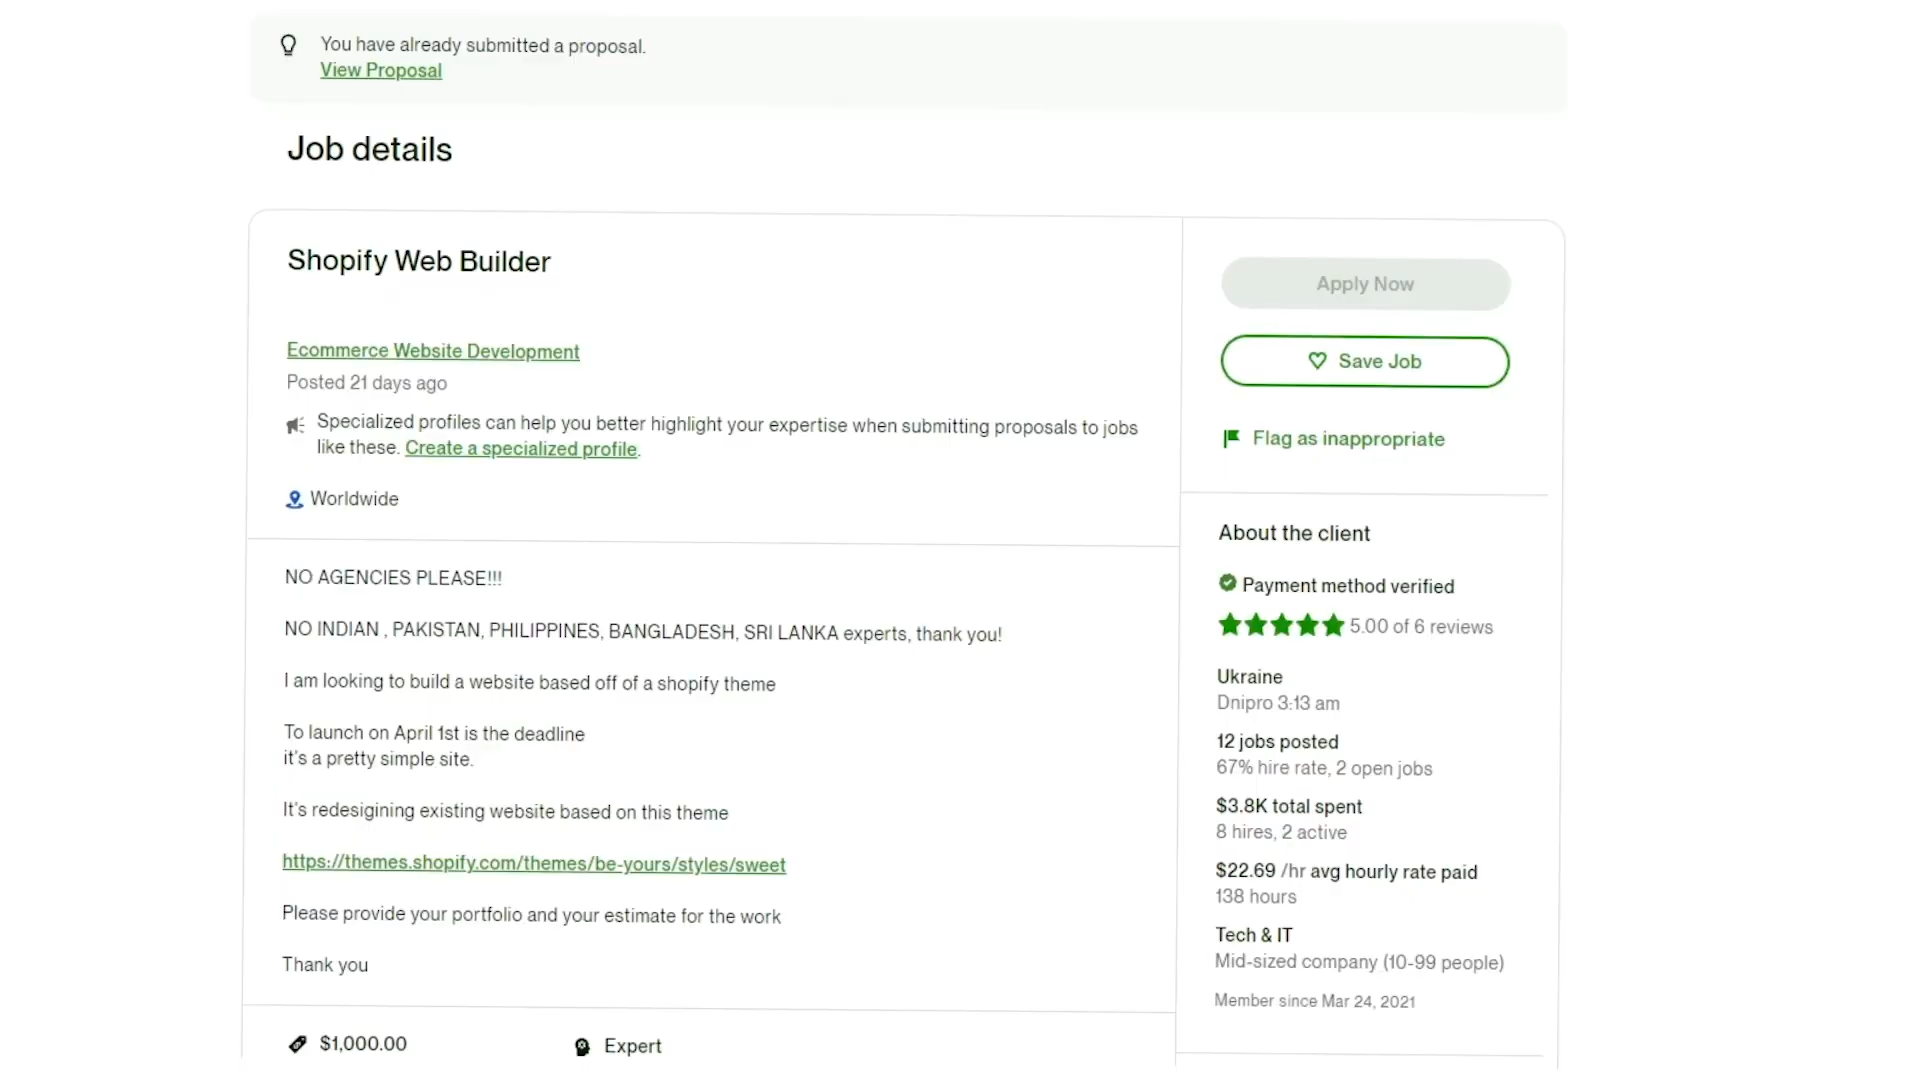 You have already submitted a proposal.
View Proposal
Job details
Shopify Web Builder
Ecommerce Website Development
Posted 21 days ago
Specialized profiles can help you better highlight your expertise when submitting proposals to jobs
like these. Create a specialized profile.
Worldwide
NO AGENCIES PLEASE!!!
NO INDIAN , PAKISTAN, PHILIPPINES, BANGLADESH, SRI LANKA experts, thank you!
I am looking to build a website based off of a shopify theme
To launch on April 1st is the deadline
it's a pretty simple site.
It's redesigining existing website based on this theme
https://themes.shopify.com/themes/be-yours/styles/sweet
Please provide your portfolio and your estimate for the work
Thank you
$1,000.00
Expert
Apply Now
Save Job
Flag as inappropriate
About the client
Payment method verified
5.00 of 6 reviews
Ukraine
Dnipro 3:13 am
12 jobs posted
67% hire rate, 2 open jobs
$3.8K total spent
8 hires, 2 active
$22.69 /hr avg hourly rate paid
138 hours
Tech & IT
Mid-sized company (10-99 people)
Member since Mar 24, 2021